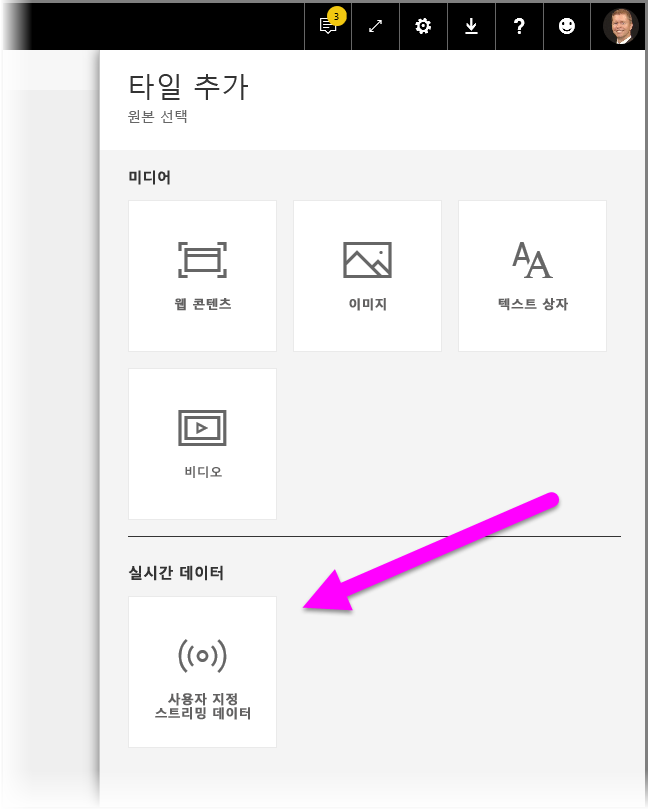 3
?
타일 추가
원본 선택
미디어
웹 콘텐츠
이미지
텍스트 상자
비디오
실시간 데이터
사용자 지정
스트리밍 데이터